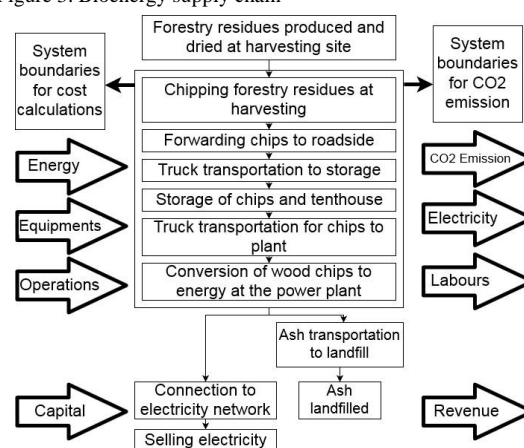 Figure 3. Bioenergy supply chain
Forestry residues produced and
dried at harvesting site
System
boundaries
for cost
calculations
System
boundaries
for CO2
emission
Chipping forestry residues at
harvesting
Forwarding chips to roadside
Energy
CO2 Emission
Truck transportation to storage
Storage of chips and tenthouse
Equipments
Electricity
Truck transportation for chips to
plant
Operations
Labours
Conversion of wood chips to
energy at the power plant
Ash transportation
to landfill
Capital
Connection to
electricity network
Ash
landfilled
Revenue
Selling electricity